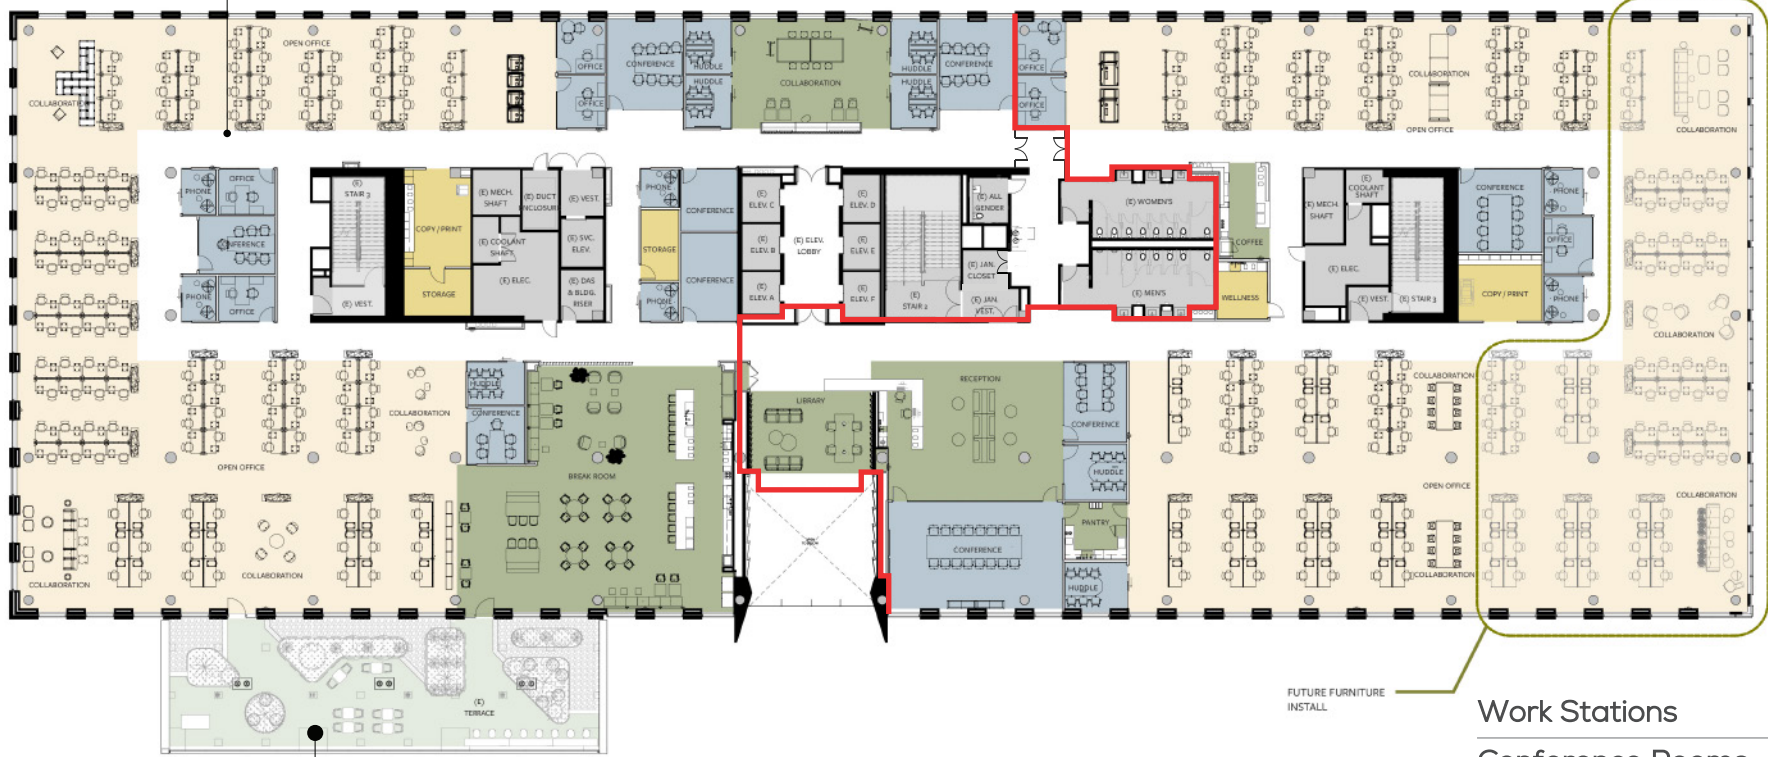 OPEN OFFICE
COLLABORATION
OFFICE
OFFICE
CONFERENCE
HUDDLE
HUDDLE
COLLABORATION
HUDDLE
HUDDLE
CONFERENCE
OFFICE
OFFICE
COLLABORATION
OPEN OFFICE
COLLABORATION
PHONE
OFFICE
CONFERENCE
PHONE
OFFICE
(E)
STAIR 3
(E) VEST.
COPY / PRINT
STORAGE
(E) MECH.
SHAFT
(E) COOLANT
SHAFT
(E) ELEC.
(E) DUCT
ENCLOSURE
(E) VEST.
(E) SVC.
ELEV.
(E) DAS
& BLDG.
RISER
PHONE
STORAGE
PHONE
CONFERENCE
CONFERENCE
(E)
ELEV. C
(E)
ELEV. B
(E)
ELEV. A
(E) ELEV.
LOBBY
(E)
ELEV. D
(E)
ELEV. E
(E)
ELEV. F
(E)
STAIR 2
(E) ALL
GENDER
(E) JAN.
CLOSET
(E) JAN.
VEST.
(E) WOMEN'S
(E) MEN'S
COFFEE
WELLNESS
(E) MECH.
SHAFT
(E)
COOLANT
SHAFT
(E) ELEC.
(E) VEST.
(E) STAIR 3
CONFERENCE
COPY / PRINT
PHONE
OFFICE
PHONE
COLLABORATION
COLLABORATION
OPEN OFFICE
COLLABORATION
COLLABORATION
HUDDLE
CONFERENCE
BREAK ROOM
LIBRARY
RECEPTION
CONFERENCE
HUDDLE
PANTRY
HUDDLE
CONFERENCE
COLLABORATION
OPEN OFFICE
COLLABORATION
COLLABORATION
(E)
TERRACE
FUTURE FURNITURE
INSTALL
Work Stations
Conference Rooms